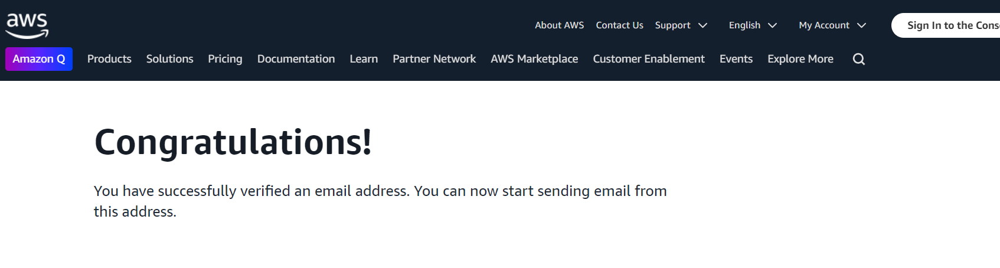 aws
About AWS Contact Us Support English My Account Sign In to the Cons
Amazon Q Products Solutions Pricing Documentation Learn Partner Network AWS Marketplace Customer Enablement Events Explore More
Congratulations!
You have successfully verified an email address. You can now start sending email from
this address.